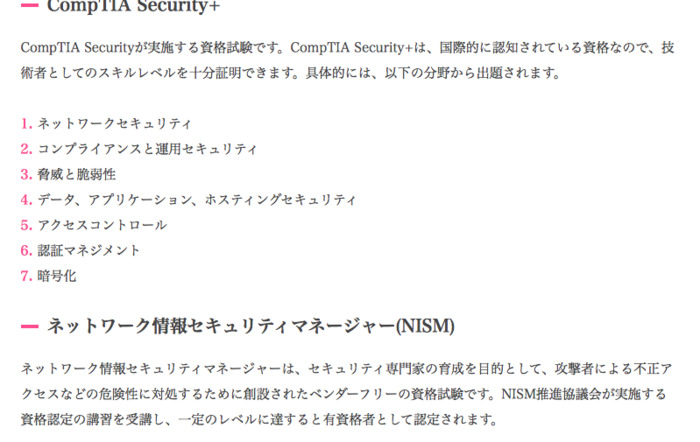 CompTIA Security+
CompTIA Securityが実施する資格試験です。CompTIA Security+は、国際的に認知されている資格なので、技
術者としてのスキルレベルを十分証明できます。具体的には、以下の分野から出題されます。
1. ネットワークセキュリティ
2. コンプライアンスと運用セキュリティ
3. 脅威と脆弱性
4. データ、アプリケーション、ホスティングセキュリティ
5. アクセスコントロール
6. 認証マネジメント
7. 暗号化
ネットワーク情報セキュリティマネージャー(NISM)
ネットワーク情報セキュリティマネージャーは、セキュリティ専門家の育成を目的として、攻撃者による不正ア
クセスなどの危険性に対処するために創設されたベンダーフリーの資格試験です。NISM推進協議会が実施する
資格認定の講習を受講し、一定のレベルに達すると有資格者として認定されます。